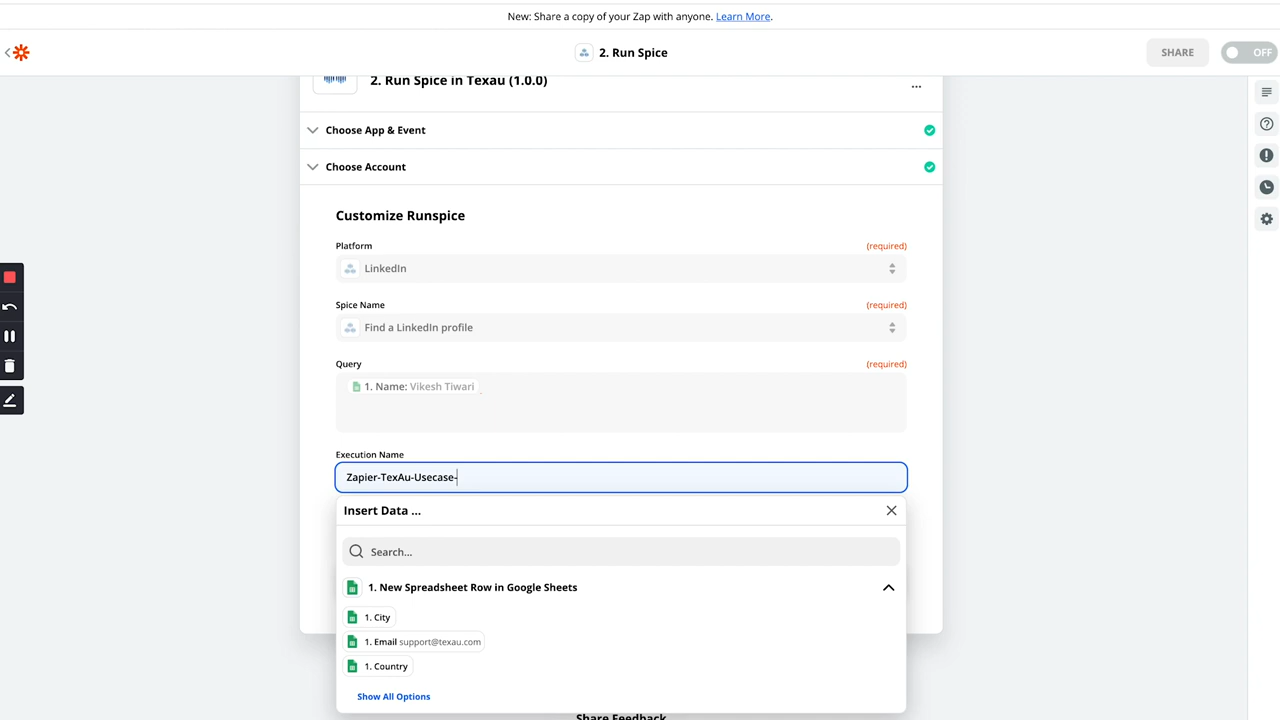 New: Share a copy of your Zap with anyone. Learn More.
2. Run Spice
SHARE
OFF
2. Run Spice in Texau (1.0.0)
...
Choose App & Event
Choose Account
Customize Runspice
Platform (required)
LinkedIn
Spice Name (required)
Find a LinkedIn profile
Query (required)
1. Name: Vikesh Tiwari
Execution Name
Zapier-TexAu-Usecase-
Insert Data ...
Search...
1. New Spreadsheet Row in Google Sheets
1. City
1. Email support@texau.com
1. Country
Show All Options
Share Feedback